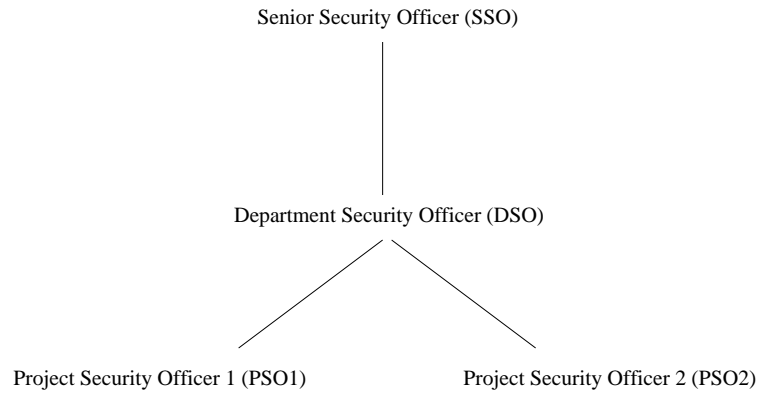 Senior Security Officer (SSO)
Department Security Officer (DSO)
Project Security Officer 1 (PSO1)
Project Security Officer 2 (PSO2)